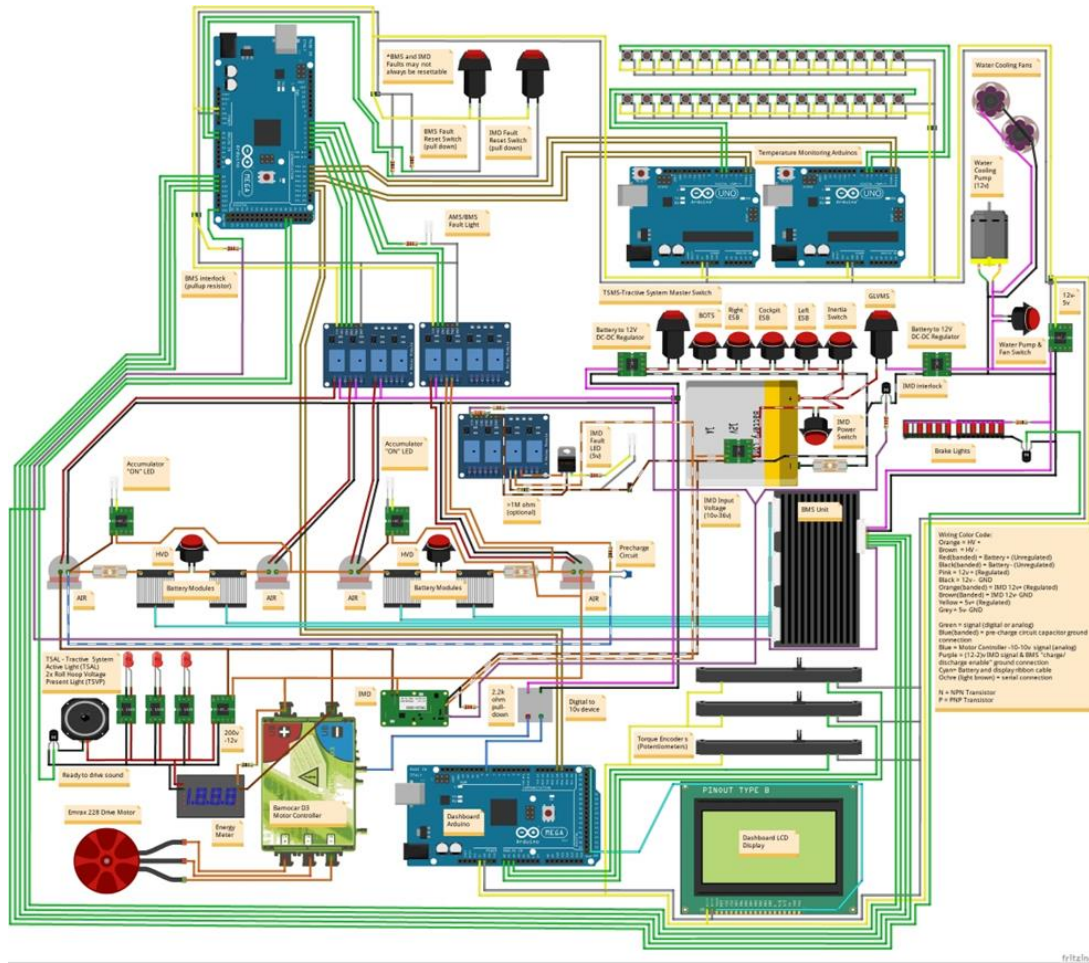 *BMS and IMD
Faults may not
always be resettable
BMS Fault
Reset Switch
(pull down)
IMD Fault
Reset Switch
(pull down)
Water Cooling Fans
MEGA
Temperature Monitoring Arduinos
UNO
ARDUINO
UNO
ARDUINO
Water
Cooling
Pump
(12v)
AMS/BMS
Fault Light
BMS interlock
(pullup resistor)
TSMS-Tractive System Master Switch
BOTS
Right
ESB
Cockpit
ESB
Left
ESB
Inertia
Switch
GLVMS
12v-
5v
Battery to 12V
DC-DC Regulator
Battery to 12V
DC-DC Regulator
Water Pump &
Fan Switch
IMD interlock
IMD
Fault
LED
(5v)
12V
Battery
IMD
Power
Switch
Brake Lights
Accumulator
"ON" LED
Accumulator
"ON" LED
>1M ohm
(optional)
IMD Input
Voltage
(10v-36v)
BMS Unit
HVD
HVD
Precharge
Circuit
AIR
Battery Modules
AIR
AIR
Battery Modules
AIR
Wiring Color Code:
Orange = HV +
Brown = HV -
Red(banded) = Battery + (Unregulated)
Black(banded) = Battery - (Unregulated)
Pink = 12v + (Regulated)
Black = 12v - GND
Orange(banded) = IMD 12v+ (Regulated)
Brown(Banded) = IMD 12v- GND
Yellow = 5v+ (Regulated)
Grey = 5v- GND
Green = signal (digital or analog)
Blue(banded) = pre-charge circuit capacitor ground
connection
Blue = Motor Controller -10-10v signal (analog)
Purple = (12-2)v IMD signal & BMS "charge/
discharge enable" ground connection
Cyan= Battery and display ribbon cable
Ochre (light brown) = serial connection
N = NPN Transistor
P = PNP Transistor
TSAL - Tractive System
Active Light (TSAL)
2x Roll Hoop Voltage
Present Light (TSVP)
IMD
2.2k
ohm
pull-
down
Digital to
10v device
Torque Encoders
(Potentiometers)
200v
-12v
Ready to drive sound
Energy
Meter
Bamocar D3
Motor Controller
Emrax 228 Drive Motor
Dashboard
Arduino
ARDUINO
MEGA
PINOUT TYPE B
Dashboard LCD
Display